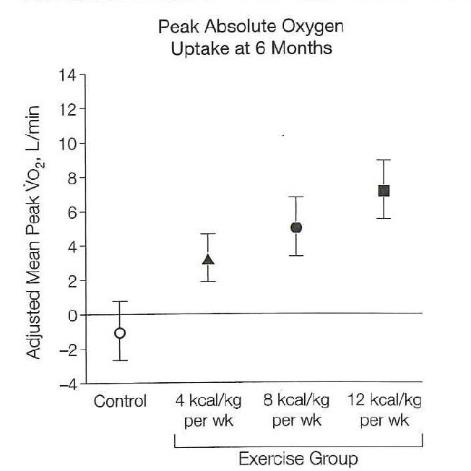 Peak Absolute Oxygen
Uptake at 6 Months
Adjusted Mean Peak V̇O₂, L/min
14
12
10
8
6
4
2
0
−2
−4
Control
4 kcal/kg
per wk
8 kcal/kg
per wk
12 kcal/kg
per wk
Exercise Group